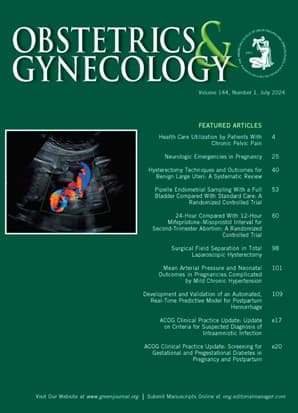 OBSTETRICS&
GYNECOLOGY
Volume 144, Number 1, July 2024
FEATURED ARTICLES
Health Care Utilization by Patients With 4
Chronic Pelvic Pain
Neurologic Emergencies in Pregnancy 25
Hysterectomy Techniques and Outcomes for 40
Benign Large Uteri: A Systematic Review
Pipelle Endometrial Sampling With a Full 53
Bladder Compared With Standard Care: A
Randomized Controlled Trial
24-Hour Compared With 12-Hour 60
Mifepristone–Misoprostol Interval for
Second-Trimester Abortion: A Randomized
Controlled Trial
Surgical Field Separation in Total 98
Laparoscopic Hysterectomy
Mean Arterial Pressure and Neonatal 101
Outcomes in Pregnancies Complicated
by Mild Chronic Hypertension
Development and Validation of an Automated, 109
Real-Time Predictive Model for Postpartum
Hemorrhage
ACOG Clinical Practice Update: Update e17
on Criteria for Suspected Diagnosis of
Intraamniotic Infection
ACOG Clinical Practice Update: Screening for e20
Gestational and Pregestational Diabetes in
Pregnancy and Postpartum
Visit Our Website at www.greenjournal.org | Submit Manuscripts Online at ong.editorialmanager.com